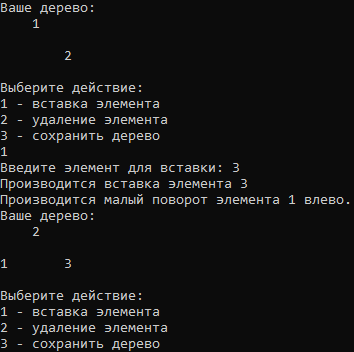 Ваше дерево:
1
2
Выберите действие:
1 - вставка элемента
2 - удаление элемента
3 - сохранить дерево
1
Введите элемент для вставки: 3
Производится вставка элемента 3
Производится малый поворот элемента 1 влево.
Ваше дерево:
2
1 3
Выберите действие:
1 - вставка элемента
2 - удаление элемента
3 - сохранить дерево